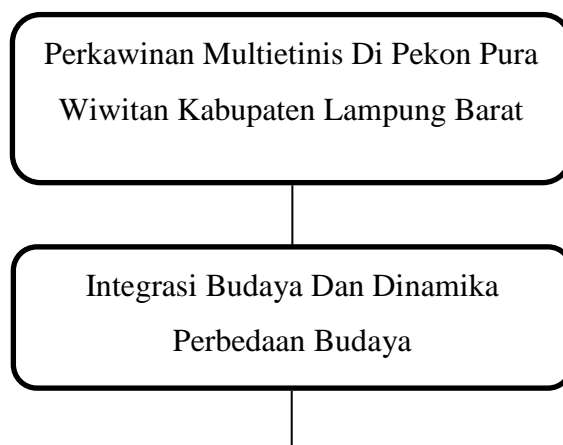 Perkawinan Multietinis Di Pekon Pura
Wiwitan Kabupaten Lampung Barat
Integrasi Budaya Dan Dinamika
Perbedaan Budaya